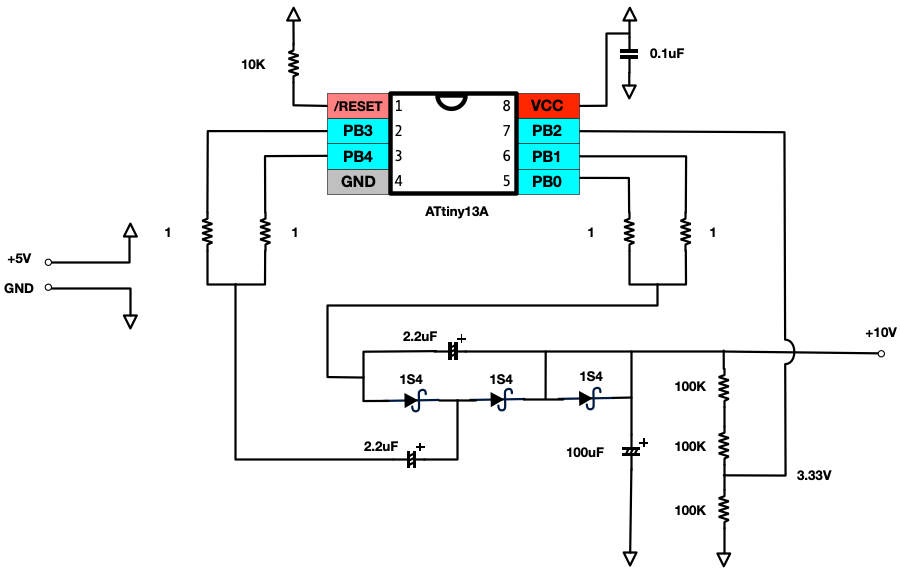 0.1uF
10K
/RESET 1 8 VCC
PB3 2 7 PB2
PB4 3 6 PB1
GND 4 5 PB0
ATtiny13A
1 1 1 1
+5V
GND
+10V
2.2uF +
1S4 1S4 1S4
100K
2.2uF + 100uF + 100K
3.33V
100K